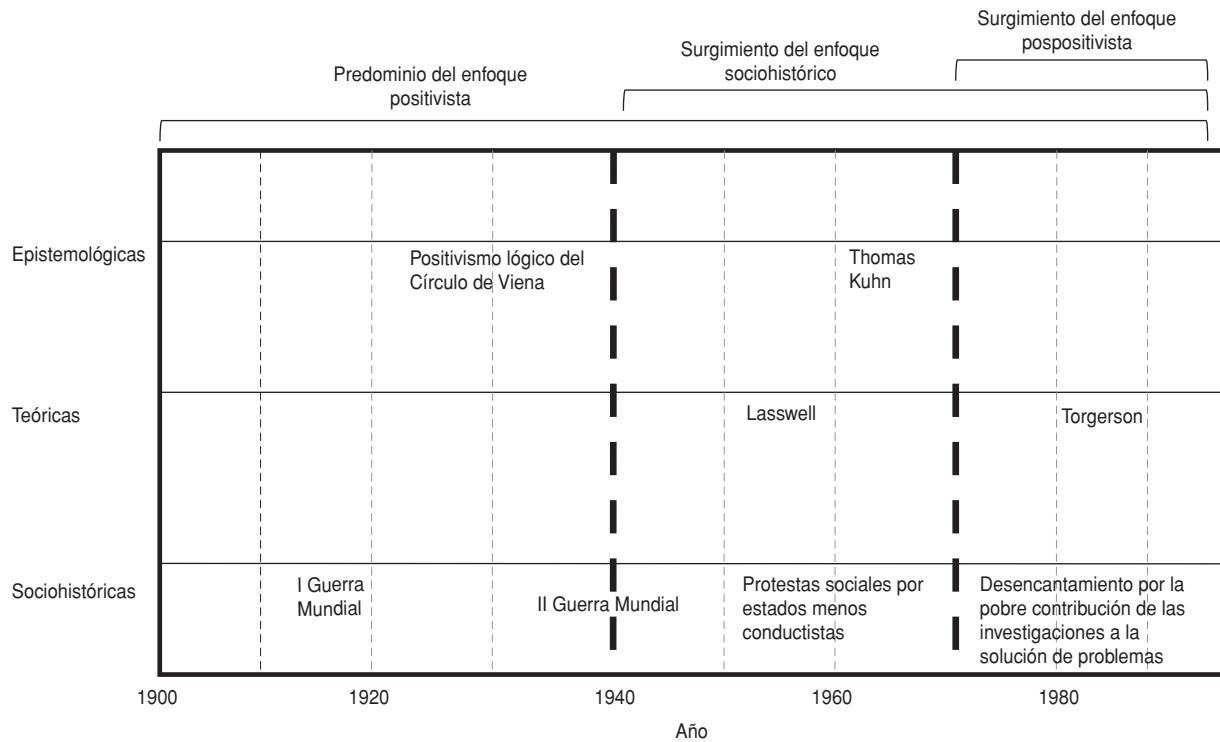 Surgimiento del enfoque
pospositivista
Surgimiento del enfoque
sociohistórico
Predominio del enfoque
positivista
Epistemológicas
Positivismo lógico del
Círculo de Viena
Thomas
Kuhn
Teóricas
Lasswell
Torgerson
Sociohistóricas
I Guerra
Mundial
II Guerra Mundial
Protestas sociales por
estados menos
conductistas
Desencantamiento por la
pobre contribución de las
investigaciones a la
solución de problemas
1900
1920
1940
1960
1980
Año